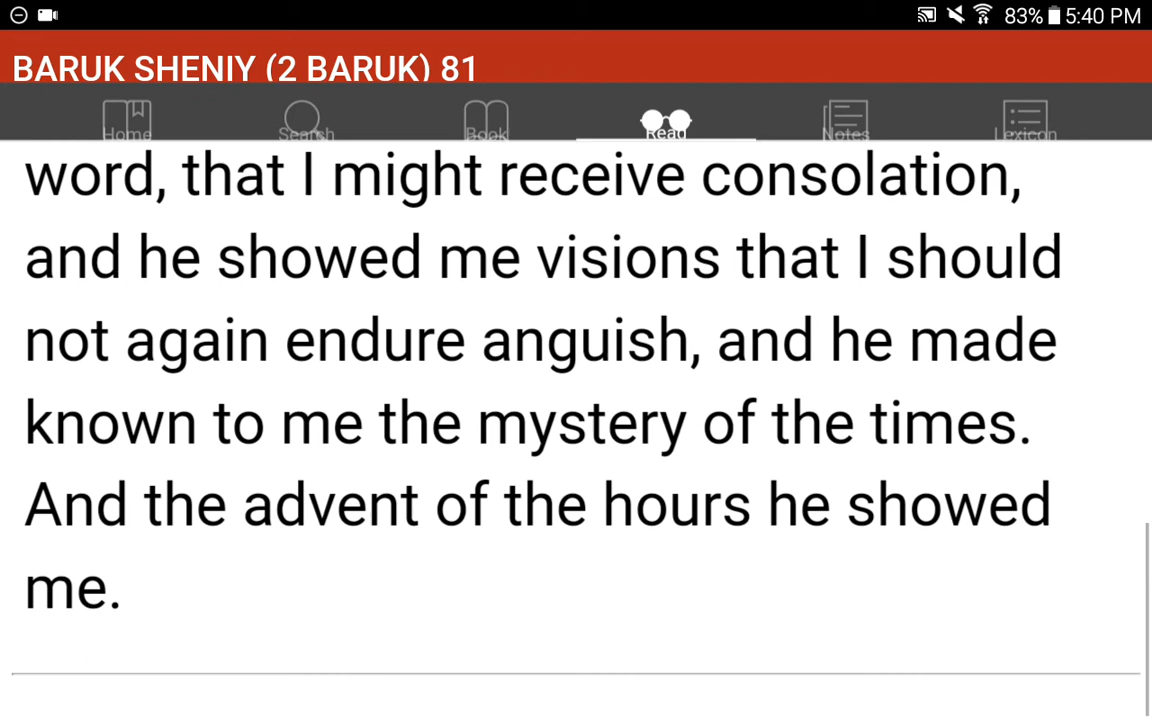 83% 5:40 PM
BARUK SHENIY (2 BARUK) 81
Home Search Book Read Notes Lexicon
word, that I might receive consolation,
and he showed me visions that I should
not again endure anguish, and he made
known to me the mystery of the times.
And the advent of the hours he showed
me.